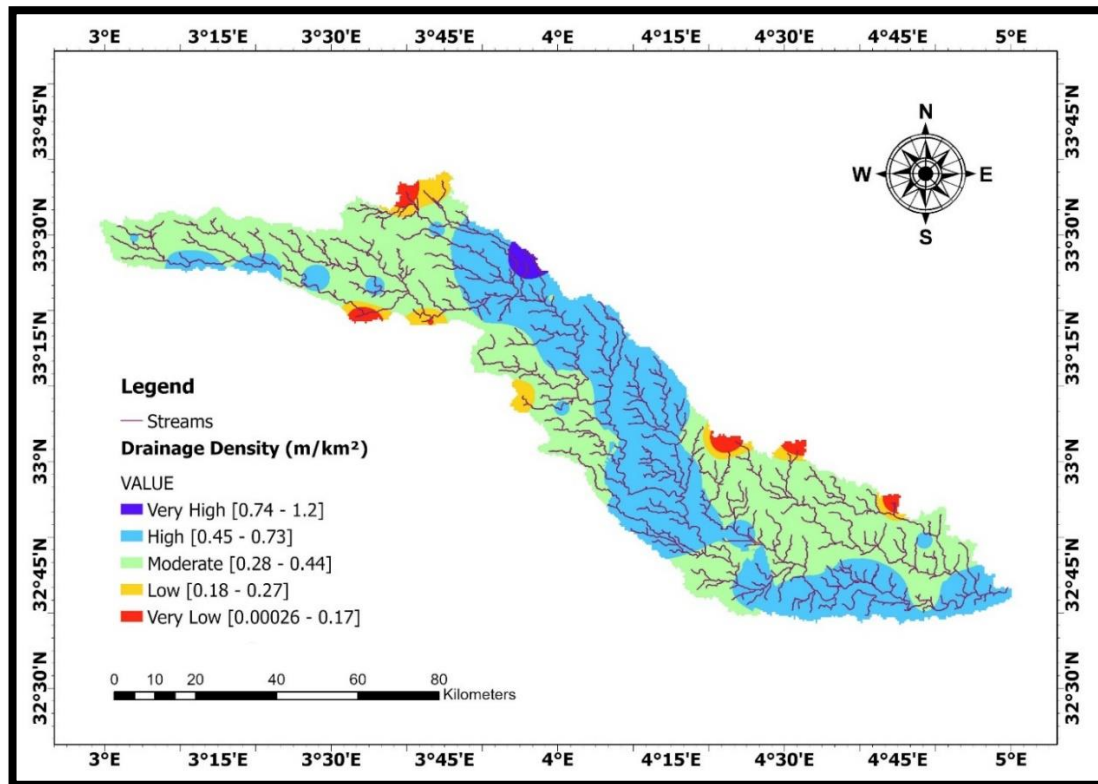 3°E 3°15'E 3°30'E 3°45'E 4°E 4°15'E 4°30'E 4°45'E 5°E
33°45'N 33°45'N
N
W E
S
33°30'N 33°30'N
33°15'N 33°15'N
Legend
Streams
Drainage Density (m/km²)
33°N 33°N
VALUE
Very High [0.74 - 1.2]
High [0.45 - 0.73]
Moderate [0.28 - 0.44]
Low [0.18 - 0.27]
Very Low [0.00026 - 0.17]
32°45'N 32°45'N
0 10 20 40 60 80
Kilometers
32°30'N 32°30'N
3°E 3°15'E 3°30'E 3°45'E 4°E 4°15'E 4°30'E 4°45'E 5°E